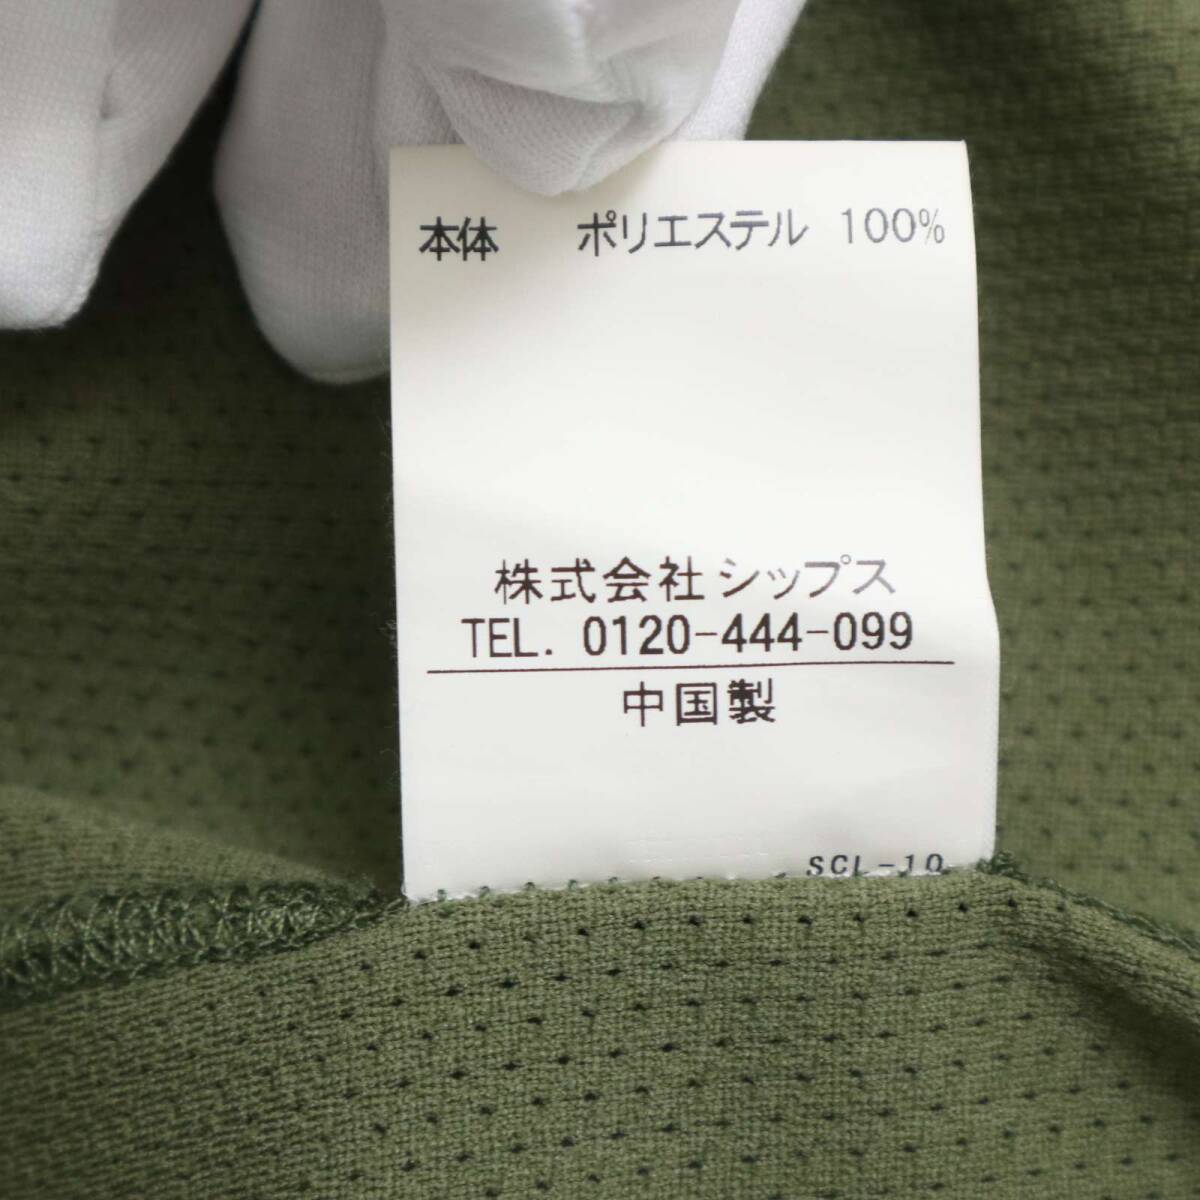 本体 ポリエステル 100%
株式会社シップス
TEL. 0120-444-099
中国製
SCL-10